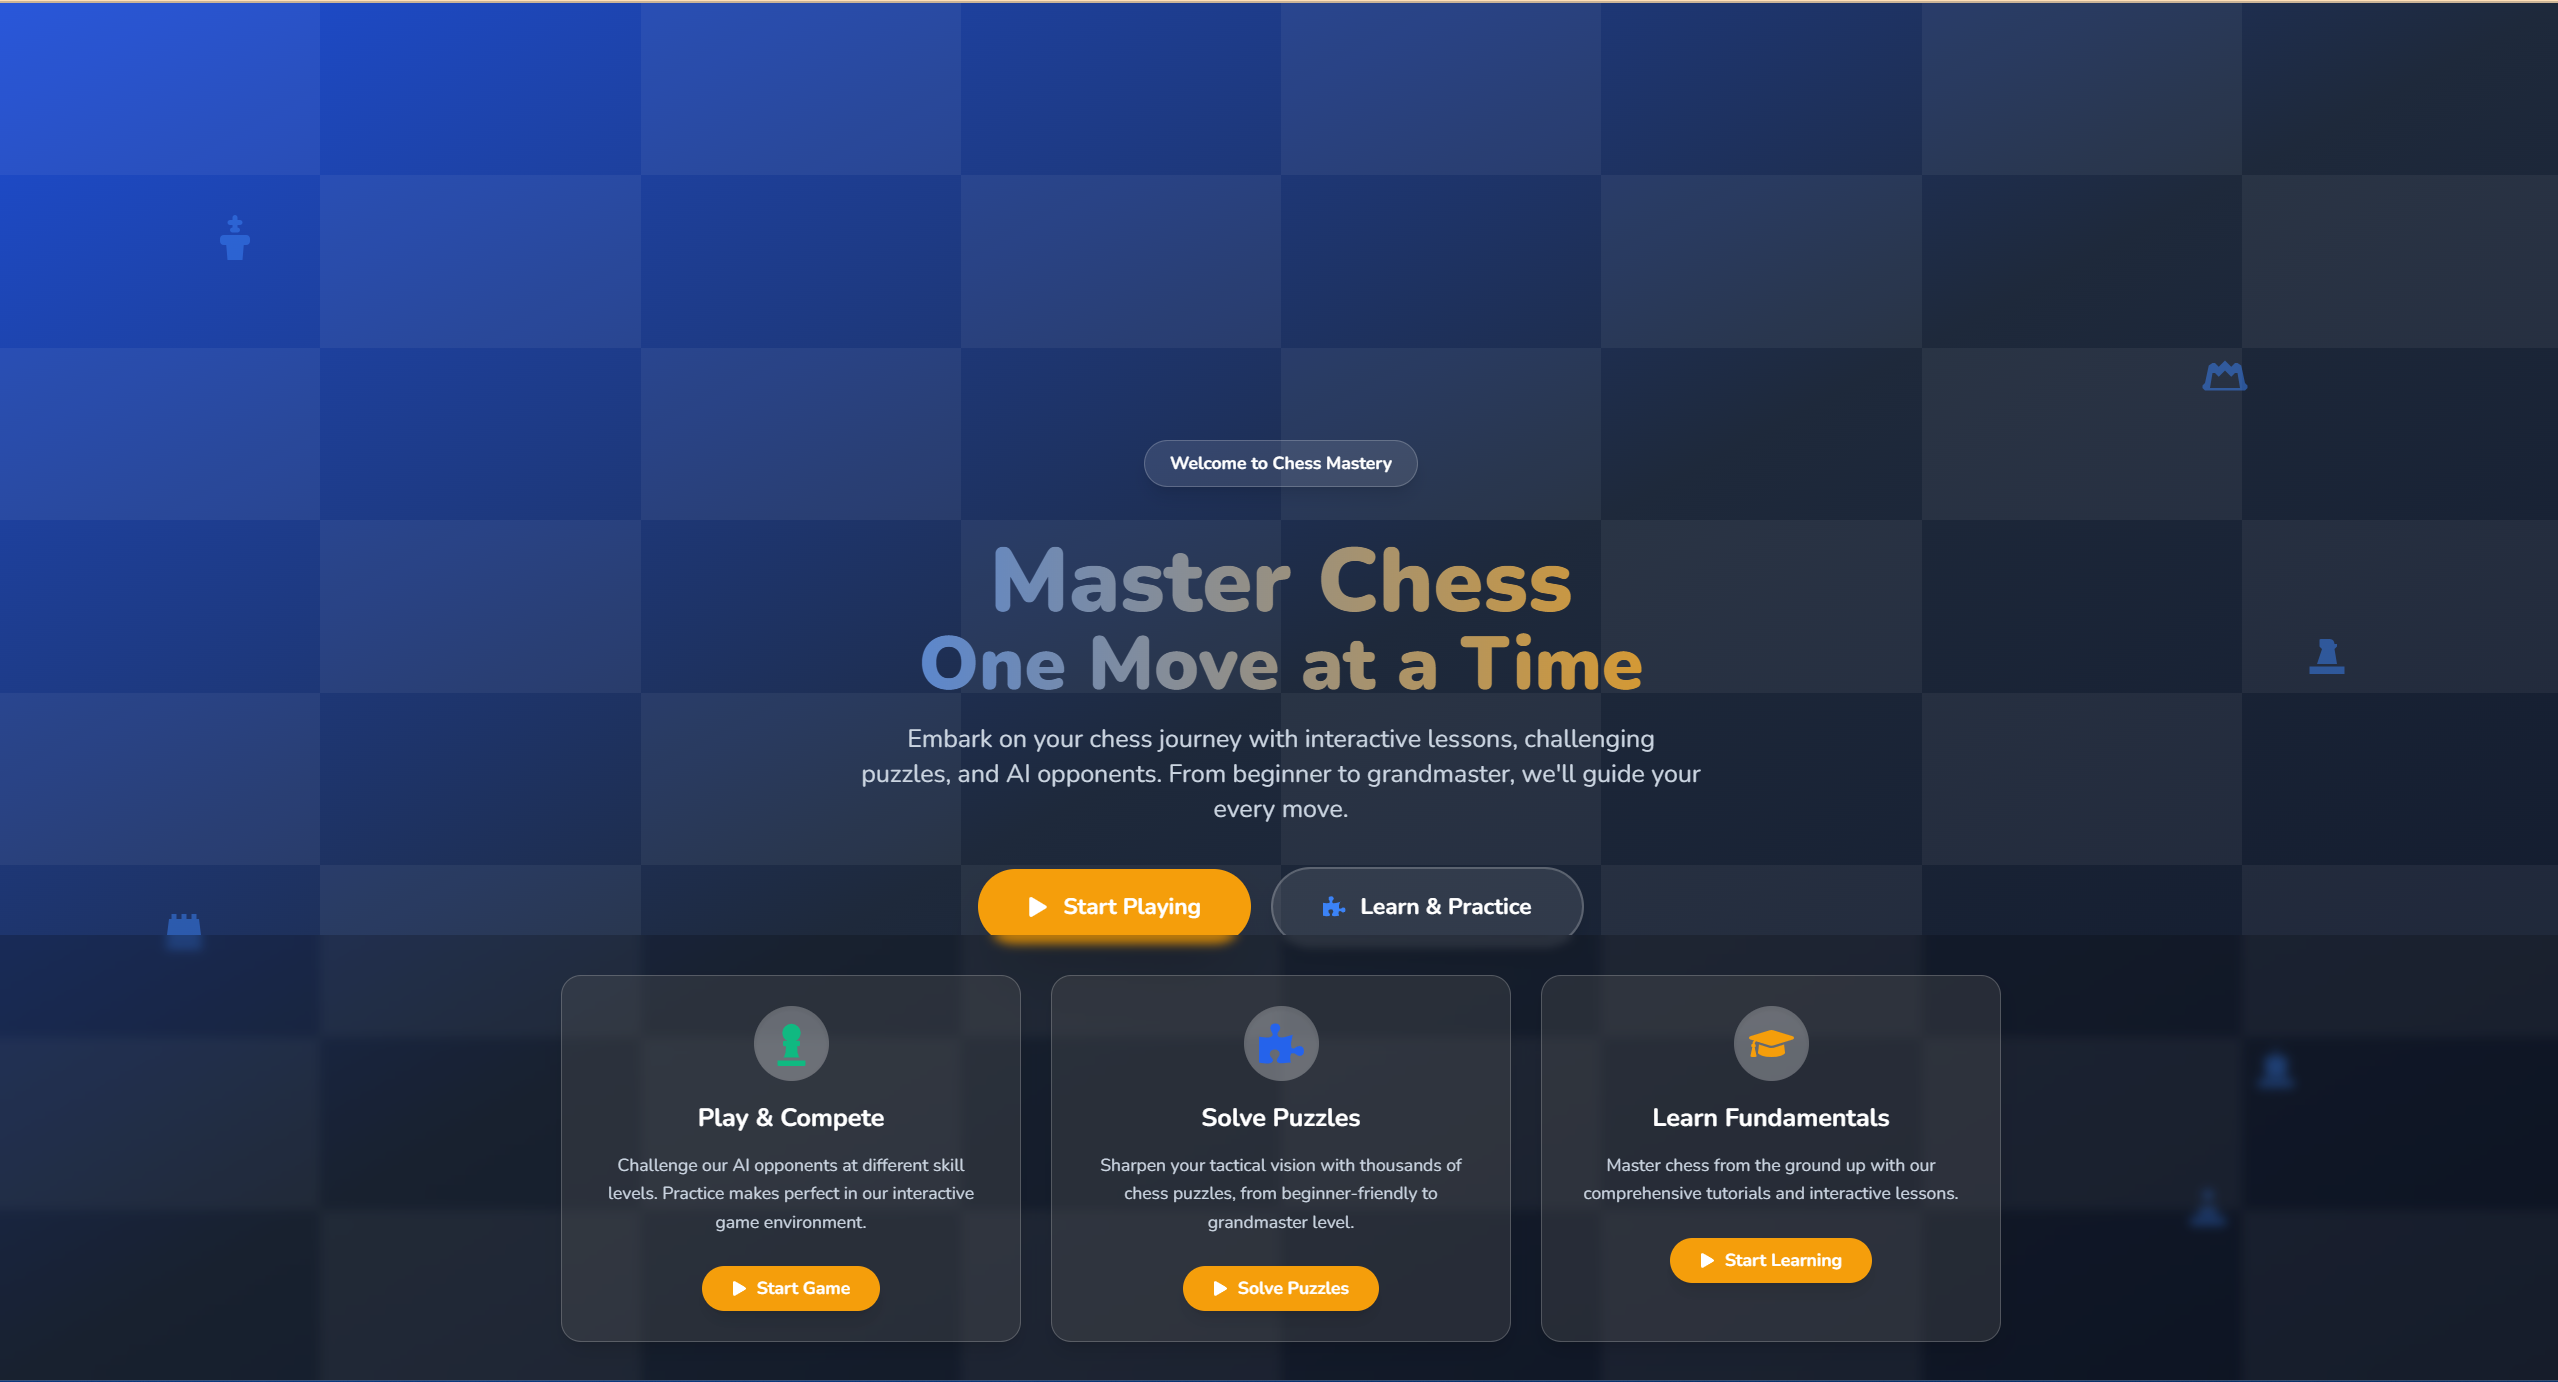 Welcome to Chess Mastery
Master Chess
One Move at a Time
Embark on your chess journey with interactive lessons, challenging
puzzles, and AI opponents. From beginner to grandmaster, we'll guide your
every move.
Start Playing
Learn & Practice
Play & Compete
Challenge our AI opponents at different skill
levels. Practice makes perfect in our interactive
game environment.
Start Game
Solve Puzzles
Sharpen your tactical vision with thousands of
chess puzzles, from beginner-friendly to
grandmaster level.
Solve Puzzles
Learn Fundamentals
Master chess from the ground up with our
comprehensive tutorials and interactive lessons.
Start Learning